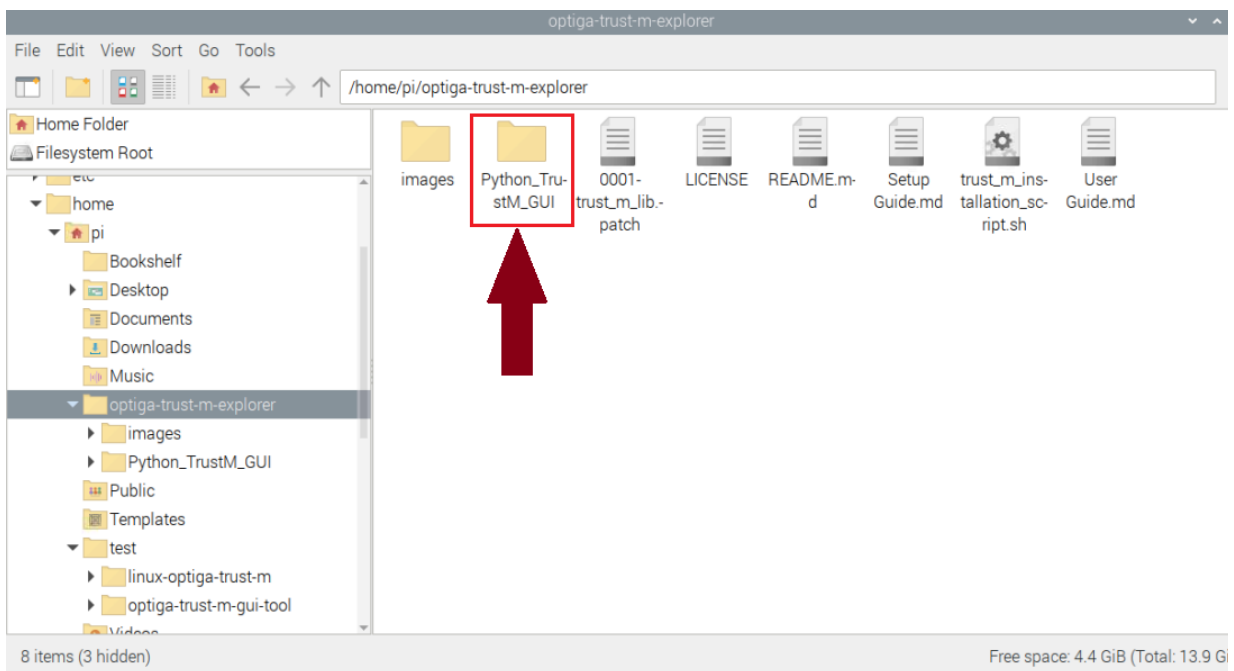 optiga-trust-m-explorer
File Edit View Sort Go Tools
/home/pi/optiga-trust-m-explorer
Home Folder
Filesystem Root
etc
home
pi
Bookshelf
Desktop
Documents
Downloads
Music
optiga-trust-m-explorer
images
Python_TrustM_GUI
Public
Templates
test
linux-optiga-trust-m
optiga-trust-m-gui-tool
Videos
images
Python_Tru-
stM_GUI
0001-
trust_m_lib.-
patch
LICENSE
README.m-
d
Setup
Guide.md
trust_m_ins-
tallation_sc-
ript.sh
User
Guide.md
8 items (3 hidden)
Free space: 4.4 GiB (Total: 13.9 Gi